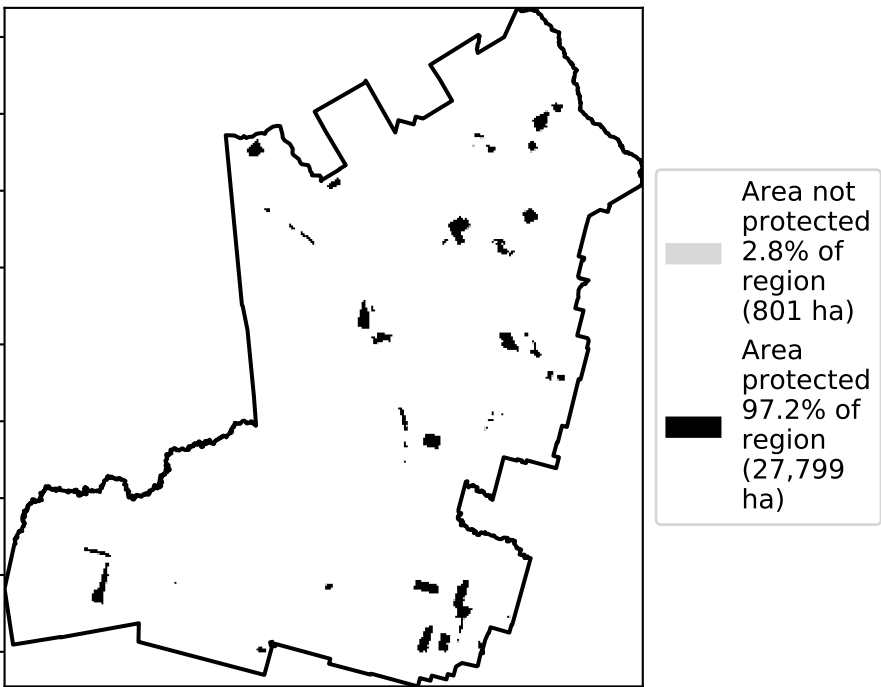 Area not
protected
2.8% of
region
(801 ha)
Area
protected
97.2% of
region
(27,799
ha)